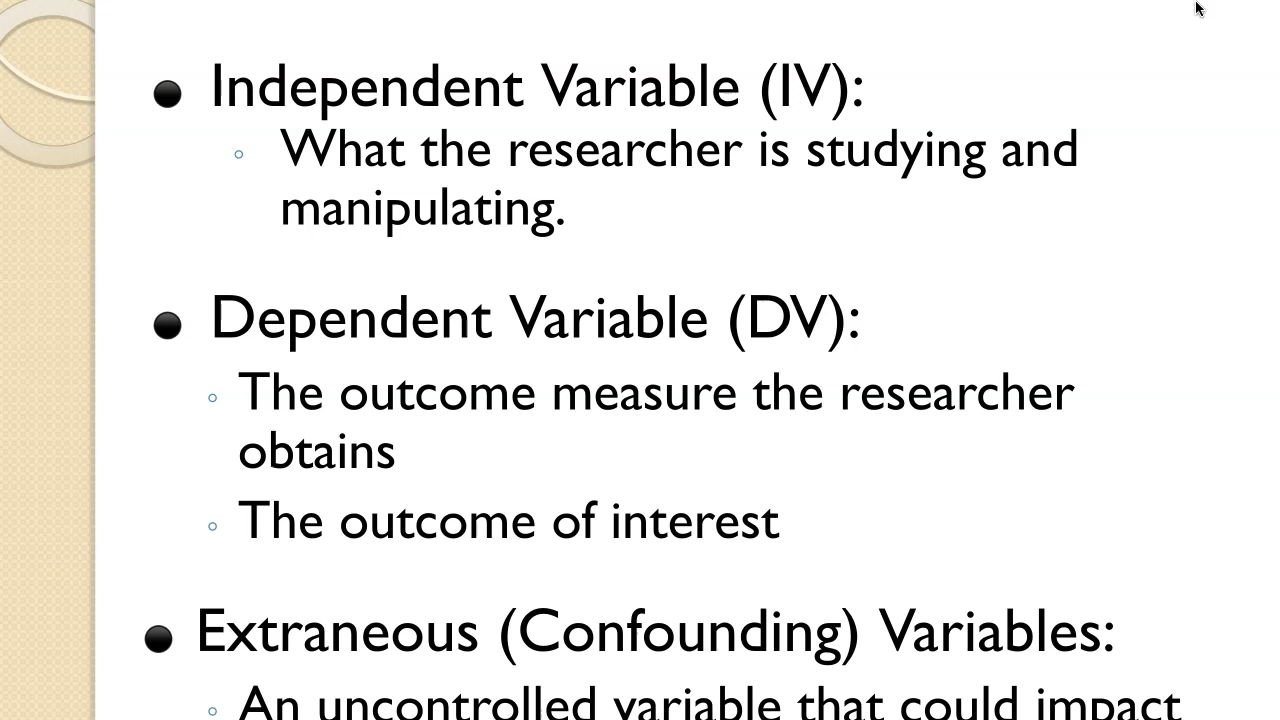 Independent Variable (IV):
What the researcher is studying and
manipulating.
Dependent Variable (DV):
The outcome measure the researcher
obtains
The outcome of interest
Extraneous (Confounding) Variables:
An uncontrolled variable that could impact